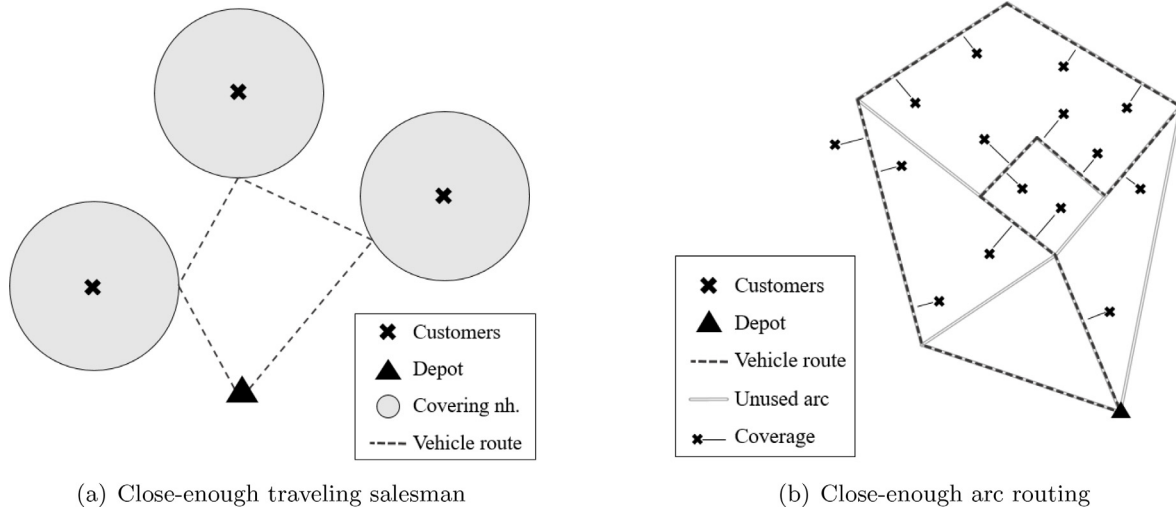 Customers
Depot
Covering nh.
Vehicle route
(a) Close-enough traveling salesman
Customers
Depot
Vehicle route
Unused arc
Coverage
(b) Close-enough arc routing